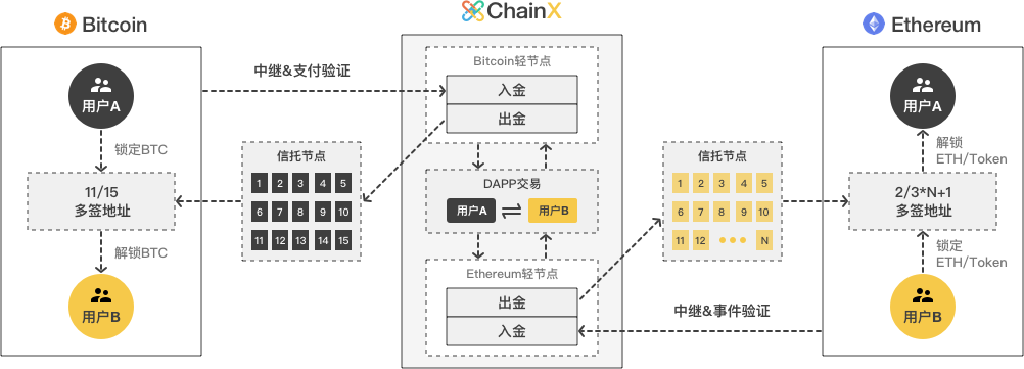 Bitcoin
用户A
锁定BTC
11/15
多签地址
解锁BTC
用户B
中继&支付验证
信托节点
1 2 3 4 5
6 7 8 9 10
11 12 13 14 15
ChainX
Bitcoin轻节点
入金
出金
DAPP交易
用户A
用户B
Ethereum轻节点
出金
入金
信托节点
1 2 3 4 5
6 7 8 9 10
11 12 ••• N
中继&事件验证
Ethereum
用户A
解锁
ETH/Token
2/3*N+1
多签地址
锁定
ETH/Token
用户B